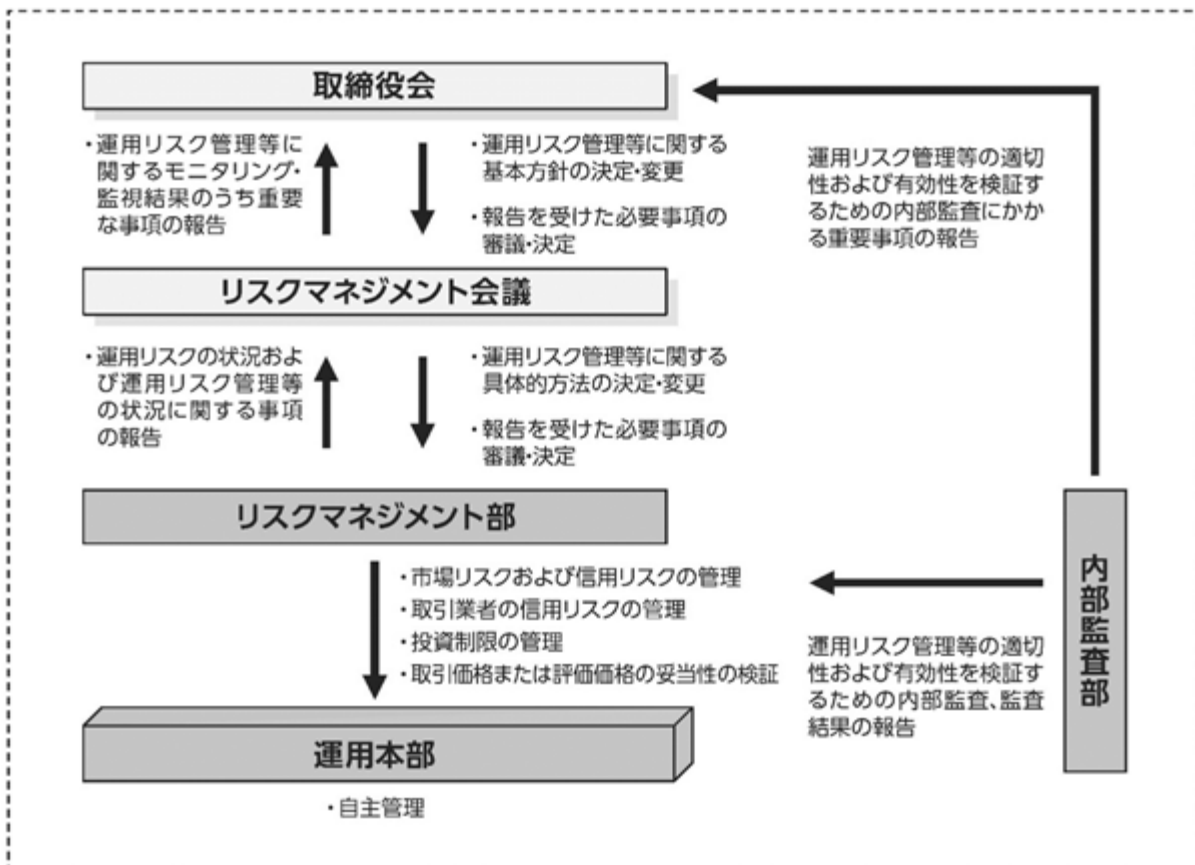 取締役会
・運用リスク管理等に
関するモニタリング・
監視結果のうち重要
な事項の報告
・運用リスク管理等に関する
基本方針の決定・変更
・報告を受けた必要事項の
審議・決定
運用リスク管理等の適切
性および有効性を検証す
るための内部監査にかか
る重要事項の報告
リスクマネジメント会議
・運用リスクの状況およ
び運用リスク管理等
の状況に関する事項
の報告
・運用リスク管理等に関する
具体的方法の決定・変更
・報告を受けた必要事項の
審議・決定
リスクマネジメント部
・市場リスクおよび信用リスクの管理
・取引業者の信用リスクの管理
・投資制限の管理
・取引価格または評価価格の妥当性の検証
内部監査部
運用リスク管理等の適切
性および有効性を検証す
るための内部監査、監査
結果の報告
運用本部
・自主管理